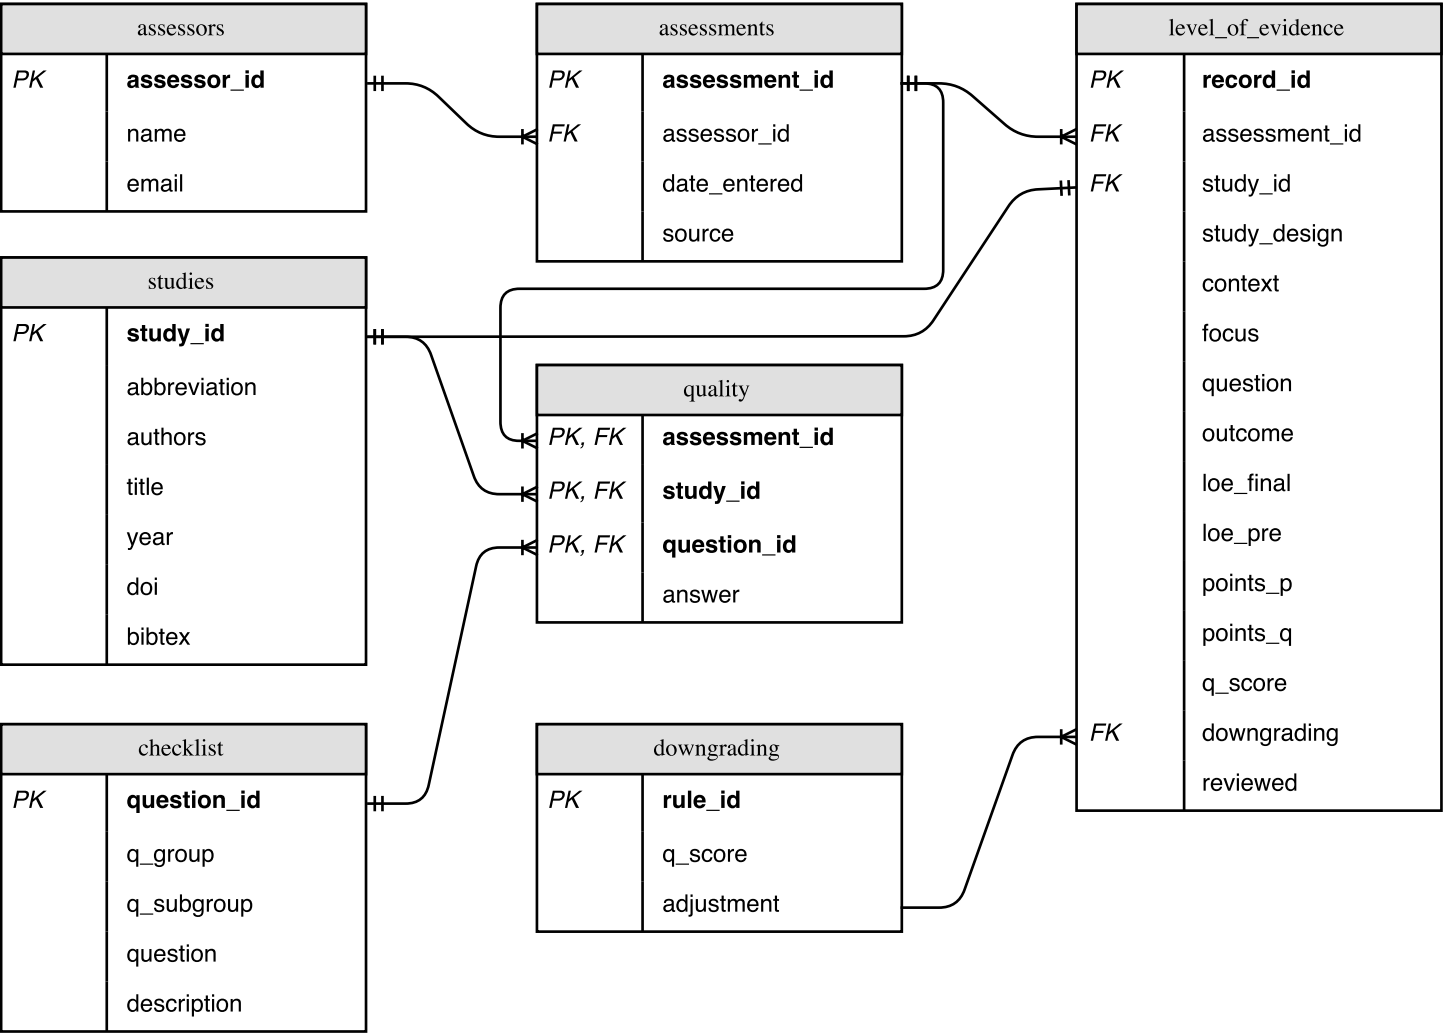 assessors
PK assessor_id
name
email
assessments
PK assessment_id
FK assessor_id
date_entered
source
level_of_evidence
PK record_id
FK assessment_id
FK study_id
study_design
context
focus
question
outcome
loe_final
loe_pre
points_p
points_q
q_score
FK downgrading
reviewed
studies
PK study_id
abbreviation
authors
title
year
doi
bibtex
quality
PK, FK assessment_id
PK, FK study_id
PK, FK question_id
answer
checklist
PK question_id
q_group
q_subgroup
question
description
downgrading
PK rule_id
q_score
adjustment